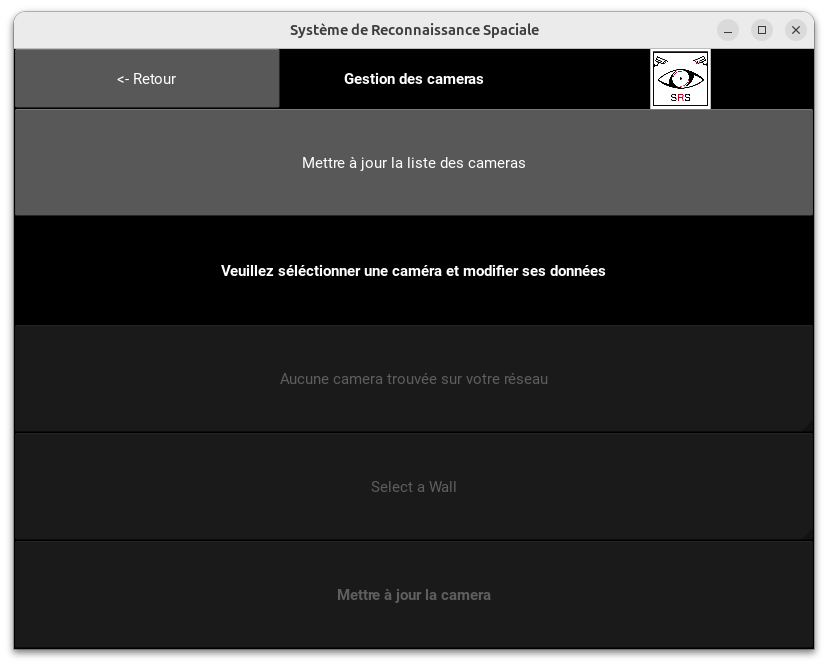 Système de Reconnaissance Spaciale
<- Retour
Gestion des cameras
SRS
Mettre à jour la liste des cameras
Veuillez séléctionner une caméra et modifier ses données
Aucune camera trouvée sur votre réseau
Select a Wall
Mettre à jour la camera